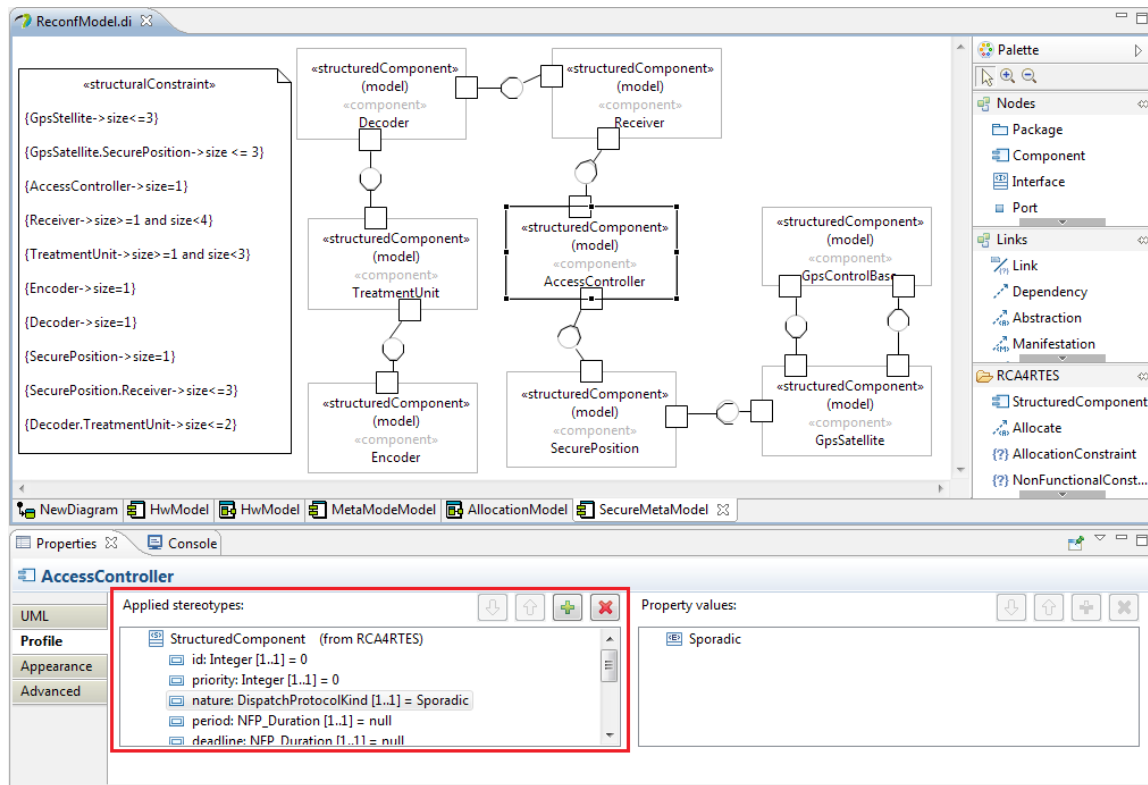 ReconfModel.di
«structuralConstraint»
{GpsStellite->size<=3}
{GpsSatellite.SecurePosition->size <= 3}
{AccessController->size=1}
{Receiver->size>=1 and size<4}
{TreatmentUnit->size>=1 and size<3}
{Encoder->size=1}
{Decoder->size=1}
{SecurePosition->size=1}
{SecurePosition.Receiver->size<=3}
{Decoder.TreatmentUnit->size<=2}
«structuredComponent»
(model)
«component»
Decoder
«structuredComponent»
(model)
«component»
Receiver
«structuredComponent»
(model)
«component»
TreatmentUnit
«structuredComponent»
(model)
«component»
AccessController
«structuredComponent»
(model)
«component»
GpsControlBase
«structuredComponent»
(model)
«component»
Encoder
«structuredComponent»
(model)
«component»
SecurePosition
«structuredComponent»
(model)
«component»
GpsSatellite
Palette
Nodes
Package
Component
Interface
Port
Links
Link
Dependency
Abstraction
Manifestation
RCA4RTES
StructuredComponent
Allocate
AllocationConstraint
NonFunctionalConst...
NewDiagram HwModel HwModel MetaModeModel AllocationModel SecureMetaModel
Properties Console
AccessController
UML
Profile
Appearance
Advanced
Applied stereotypes:
StructuredComponent (from RCA4RTES)
id: Integer [1..1] = 0
priority: Integer [1..1] = 0
nature: DispatchProtocolKind [1..1] = Sporadic
period: NFP_Duration [1..1] = null
deadline: NFP_Duration [1..1] = null
Property values:
Sporadic